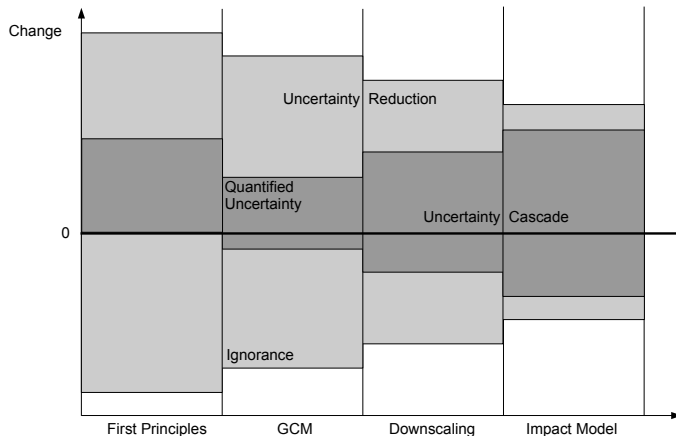 Change
Uncertainty Reduction
Quantified
Uncertainty
Uncertainty Cascade
0
Ignorance
First Principles GCM Downscaling Impact Model